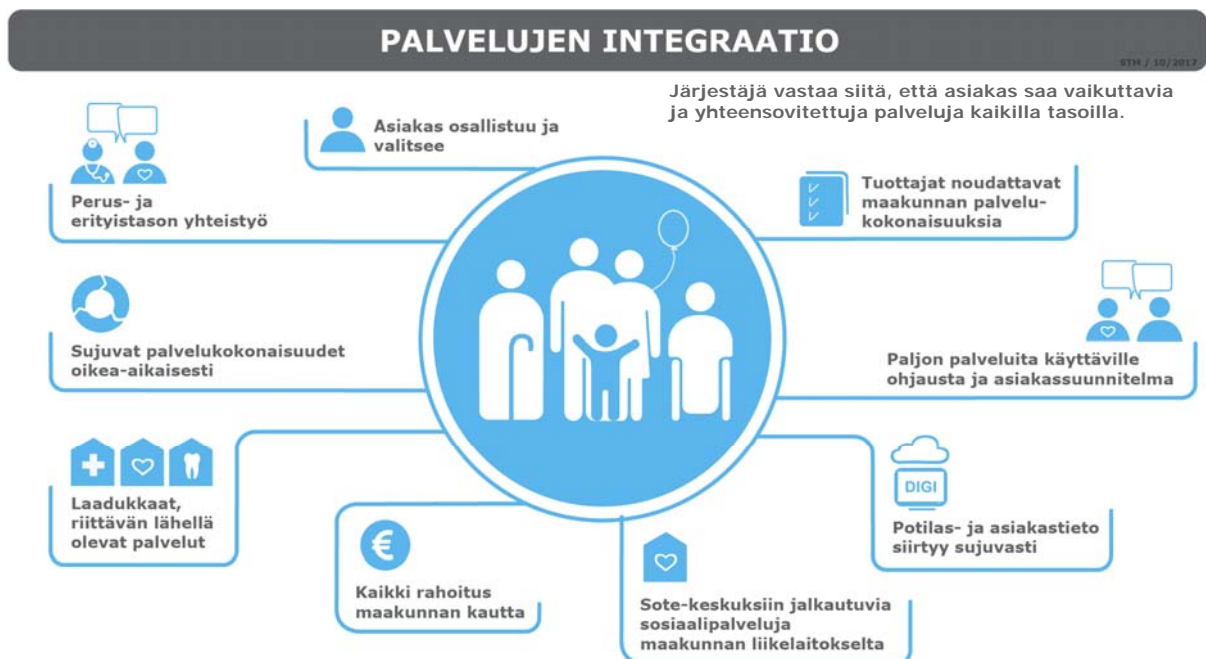 PALVELUJEN INTEGRAATIO
STM / 10/2017
Järjestäjä vastaa siitä, että asiakas saa vaikuttavia
ja yhteensovitettuja palveluja kaikilla tasoilla.
Asiakas osallistuu ja
valitsee
Perus- ja
erityistason yhteistyö
Tuottajat noudattavat
maakunnan palvelu-
kokonaisuuksia
Sujuvat palvelukokonaisuudet
oikea-aikaisesti
Paljon palveluita käyttäville
ohjausta ja asiakassuunnitelma
Laadukkaat,
riittävän lähellä
olevat palvelut
DIGI
Potilas- ja asiakastieto
siirtyy sujuvasti
€
Kaikki rahoitus
maakunnan kautta
Sote-keskuksiin jalkautuvia
sosiaalipalveluja
maakunnan liikelaitokselta